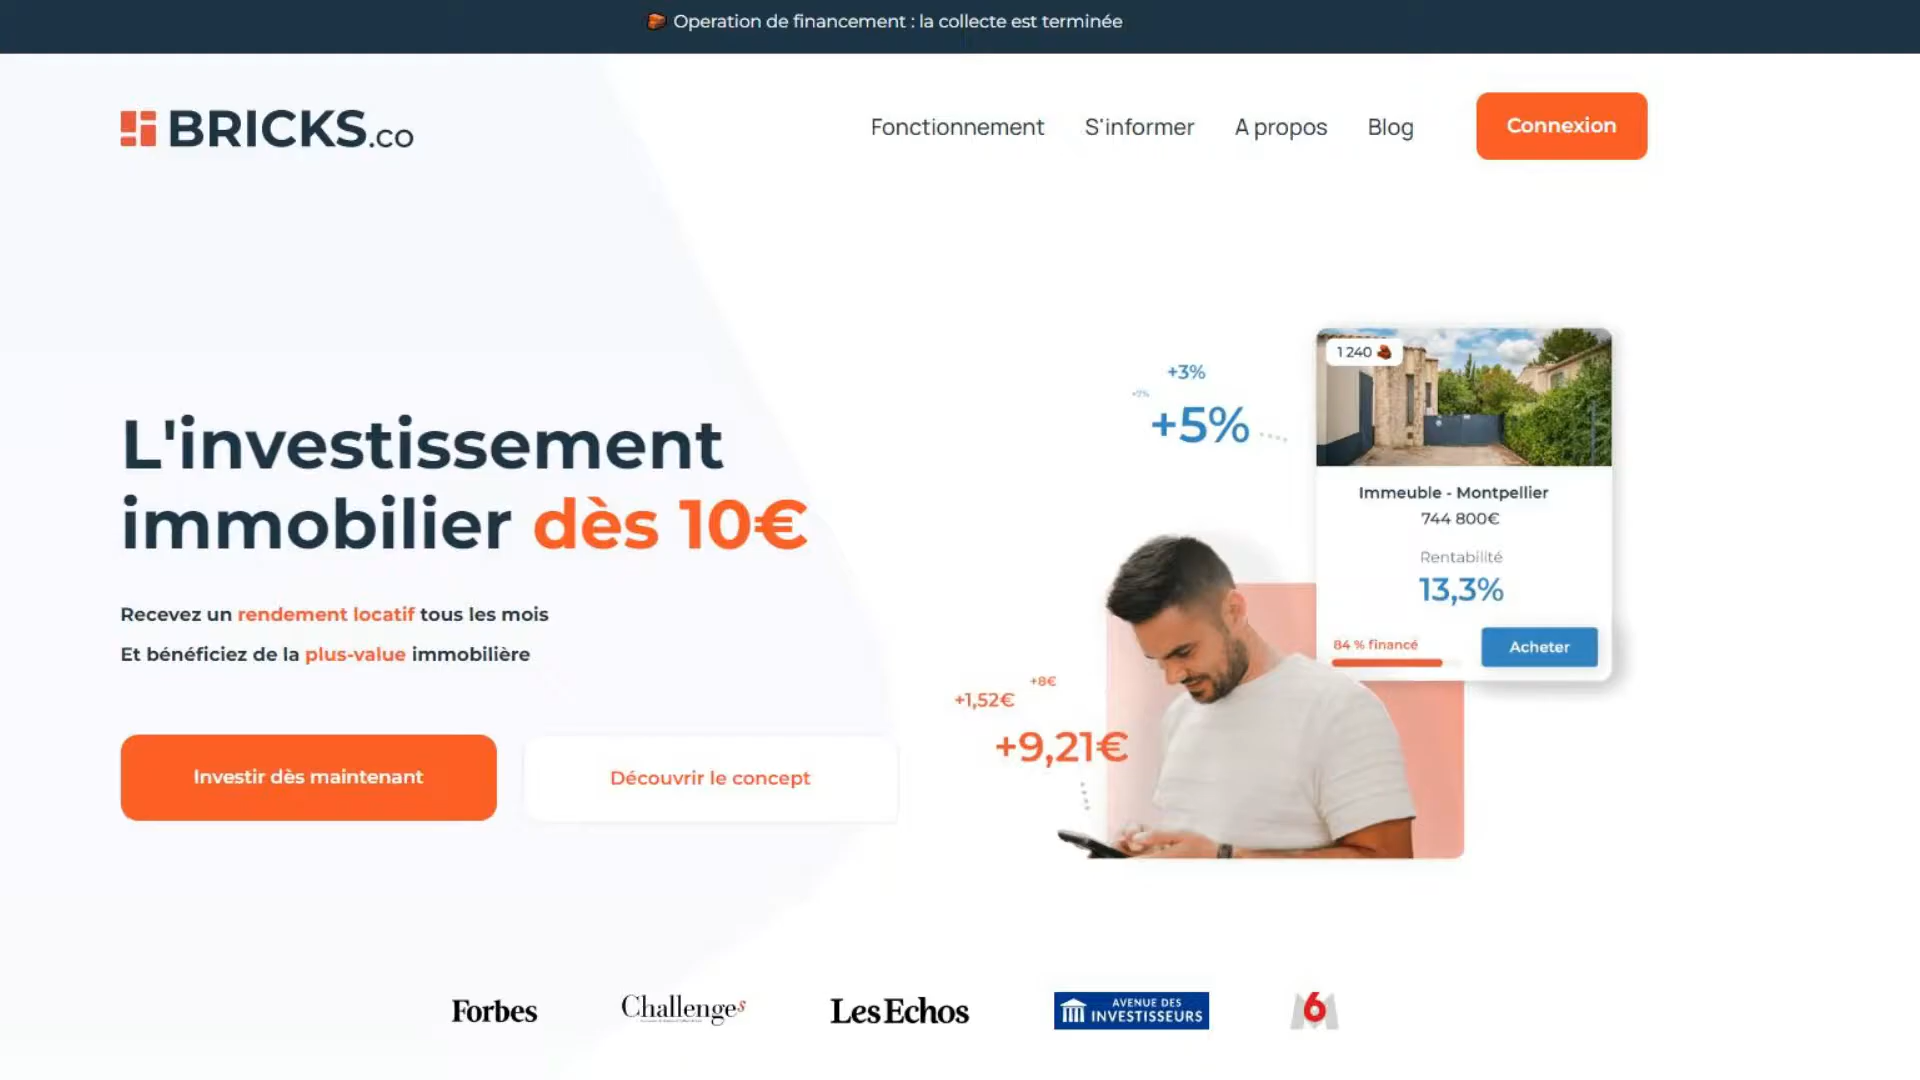 Operation de financement : la collecte est terminée
BRICKS.co
Fonctionnement
S'informer
A propos
Blog
Connexion
L'investissement
immobilier dès 10€
Recevez un rendement locatif tous les mois
Et bénéficiez de la plus-value immobilière
Investir dès maintenant
Découvrir le concept
+3%
+5%
1 240
Immeuble - Montpellier
744 800€
Rentabilité
13,3%
84 % financé
Acheter
+8€
+1,52€
+9,21€
Forbes
Challenges
Les Echos
AVENUE DES
INVESTISSEURS
M6